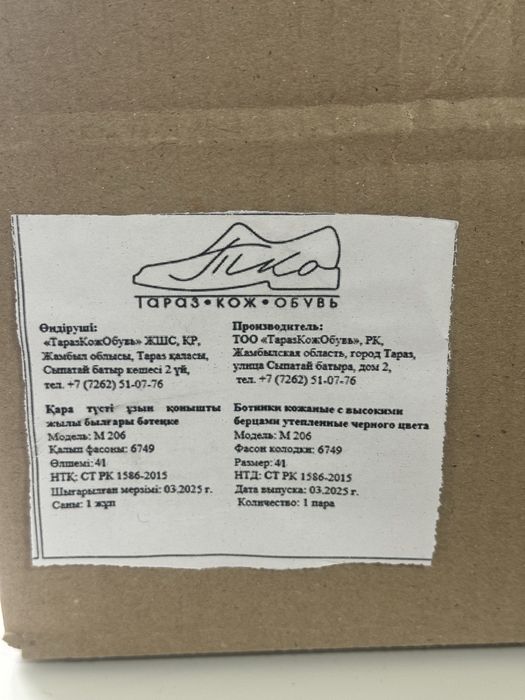 ТКО
ТАРАЗ•КОЖ•ОБУВЬ
Өндіруші:
«ТаразКожОбувь» ЖШС, ҚР,
Жамбыл облысы, Тараз қаласы,
Сыпатай батыр көшесі 2 үй,
тел. +7 (7262) 51-07-76
Қара түсті ұзын қонышты
жылы былғары бәтеңке
Модель: М 206
Қалып фасоны: 6749
Өлшемі: 41
НТҚ: СТ РК 1586-2015
Шығарылған мерзімі: 03.2025 г.
Саны: 1 жұп
Производитель:
ТОО «ТаразКожОбувь», РК,
Жамбылская область, город Тараз,
улица Сыпатай батыра, дом 2,
тел. +7 (7262) 51-07-76
Ботинки кожаные с высокими
берцами утепленные черного цвета
Модель: М 206
Фасон колодки: 6749
Размер: 41
НТД: СТ РК 1586-2015
Дата выпуска: 03.2025 г.
Количество: 1 пара